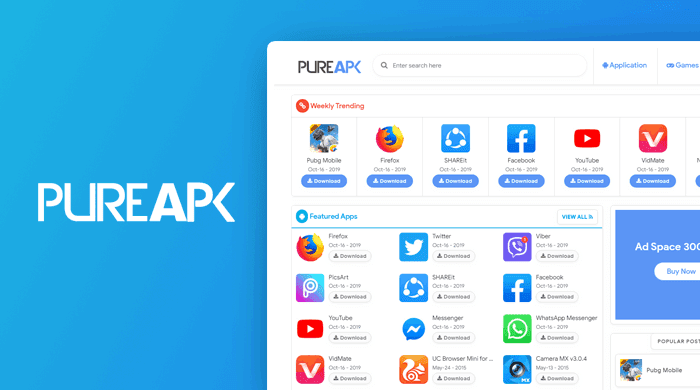 PUREAPK
PUREAPK
Enter search here
Application
Games
Weekly Trending
Pubg Mobile
Oct-16 - 2019
Download
Firefox
Oct-16 - 2019
Download
SHAREit
Oct-16 - 2019
Download
Facebook
Oct-16 - 2019
Download
YouTube
Oct-16 - 2019
Download
VidMate
Oct-16 - 2019
Download
Featured Apps
VIEW ALL
Firefox
Oct-16 - 2019
Download
Twitter
Oct-16 - 2019
Download
Viber
Oct-16 - 2019
Download
PicsArt
Oct-16 - 2019
Download
SHAREit
Oct-16 - 2019
Download
Facebook
Oct-16 - 2019
Download
YouTube
Oct-16 - 2019
Download
Messenger
Oct-16 - 2019
Download
WhatsApp Messenger
Oct-16 - 2019
Download
VidMate
Oct-16 - 2019
Download
UC Browser Mini for ...
May-24 - 2015
Download
Camera MX v3.0.4
May-13 - 2015
Download
Ad Space 300
Buy Now
POPULAR POST
Pubg Mobile